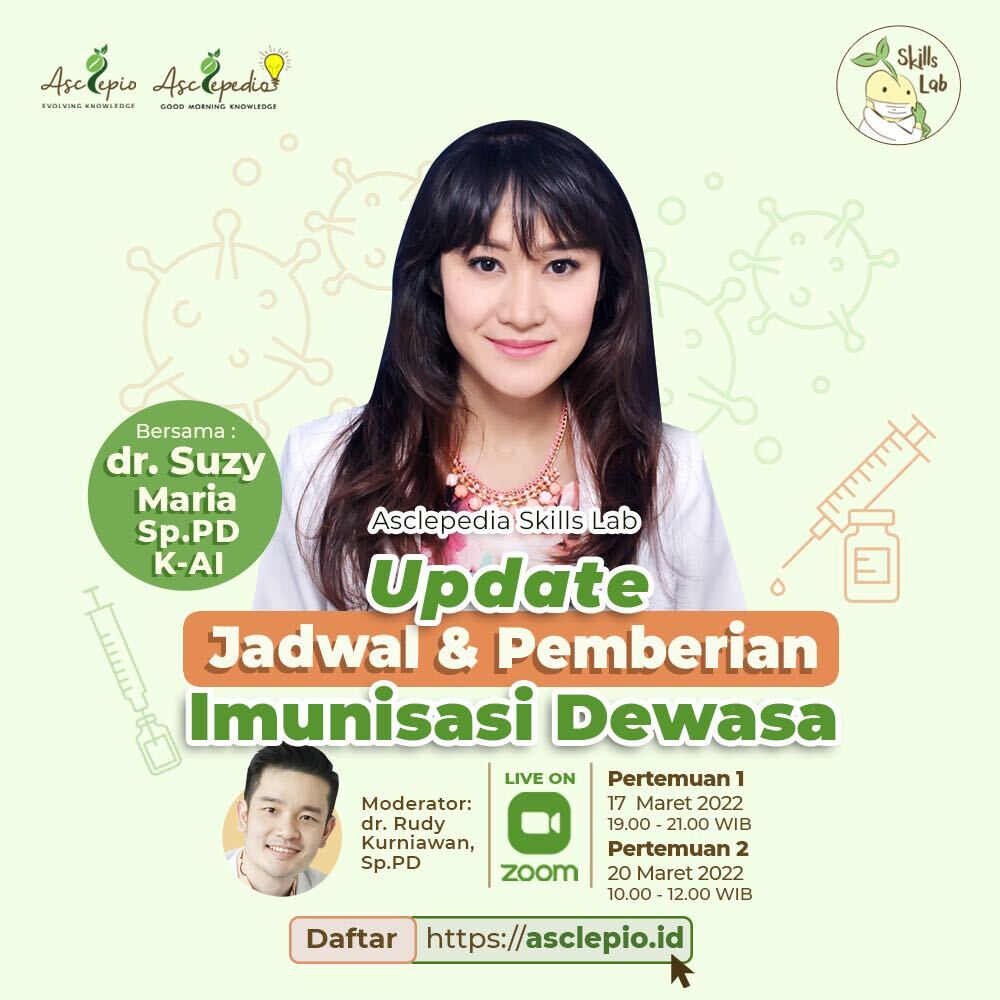 Asclepio
EVOLVING KNOWLEDGE
Asclepedia
GOOD MORNING KNOWLEDGE
Skills
Lab
Bersama :
dr. Suzy
Maria
Sp.PD
K-AI
Asclepedia Skills Lab
Update
Jadwal & Pemberian
Imunisasi Dewasa
Moderator:
dr. Rudy
Kurniawan,
Sp.PD
LIVE ON
zoom
Pertemuan 1
17 Maret 2022
19.00 - 21.00 WIB
Pertemuan 2
20 Maret 2022
10.00 - 12.00 WIB
Daftar https://asclepio.id